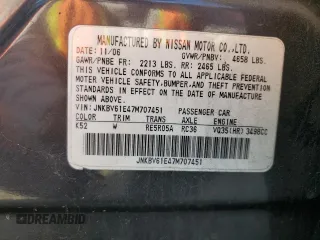 MANUFACTURED BY NISSAN MOTOR CO.,LTD.
DATE: 11/06 GVWR/PNBV: 4658 LBS.
GAWR/PNBE FR: 2213 LBS. RR: 2465 LBS.
THIS VEHICLE CONFORMS TO ALL APPLICABLE FEDERAL
MOTOR VEHICLE SAFETY, BUMPER, AND THEFT PREVENTION
STANDARDS IN EFFECT ON THE DATE OF MANUFACTURE
SHOWN ABOVE.
VIN: JNKBV61E47M707451 PASSENGER CAR
COLOR TRIM TRANS AXLE ENGINE
K52 W RE5R05A RC36 VQ35(HR) 3498CC
JNKBV61E47M707451
DREAMBID